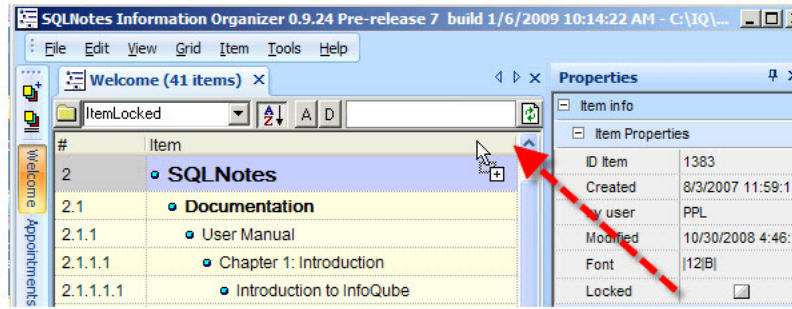 SQLNotes Information Organizer 0.9.24 Pre-release 7 build 1/6/2009 10:14:22 AM - C:\IQ\...
File Edit View Grid Item Tools Help
Welcome (41 items)
Properties
ItemLocked
A D
Item info
Item Properties
# Item
ID Item 1383
2 SQLNotes
Created 8/3/2007 11:59:1
2.1 Documentation
user PPL
2.1.1 User Manual
Modified 10/30/2008 4:46:
2.1.1.1 Chapter 1: Introduction
Font |12|B|
2.1.1.1.1 Introduction to InfoQube
Locked
Welcome
Appointments